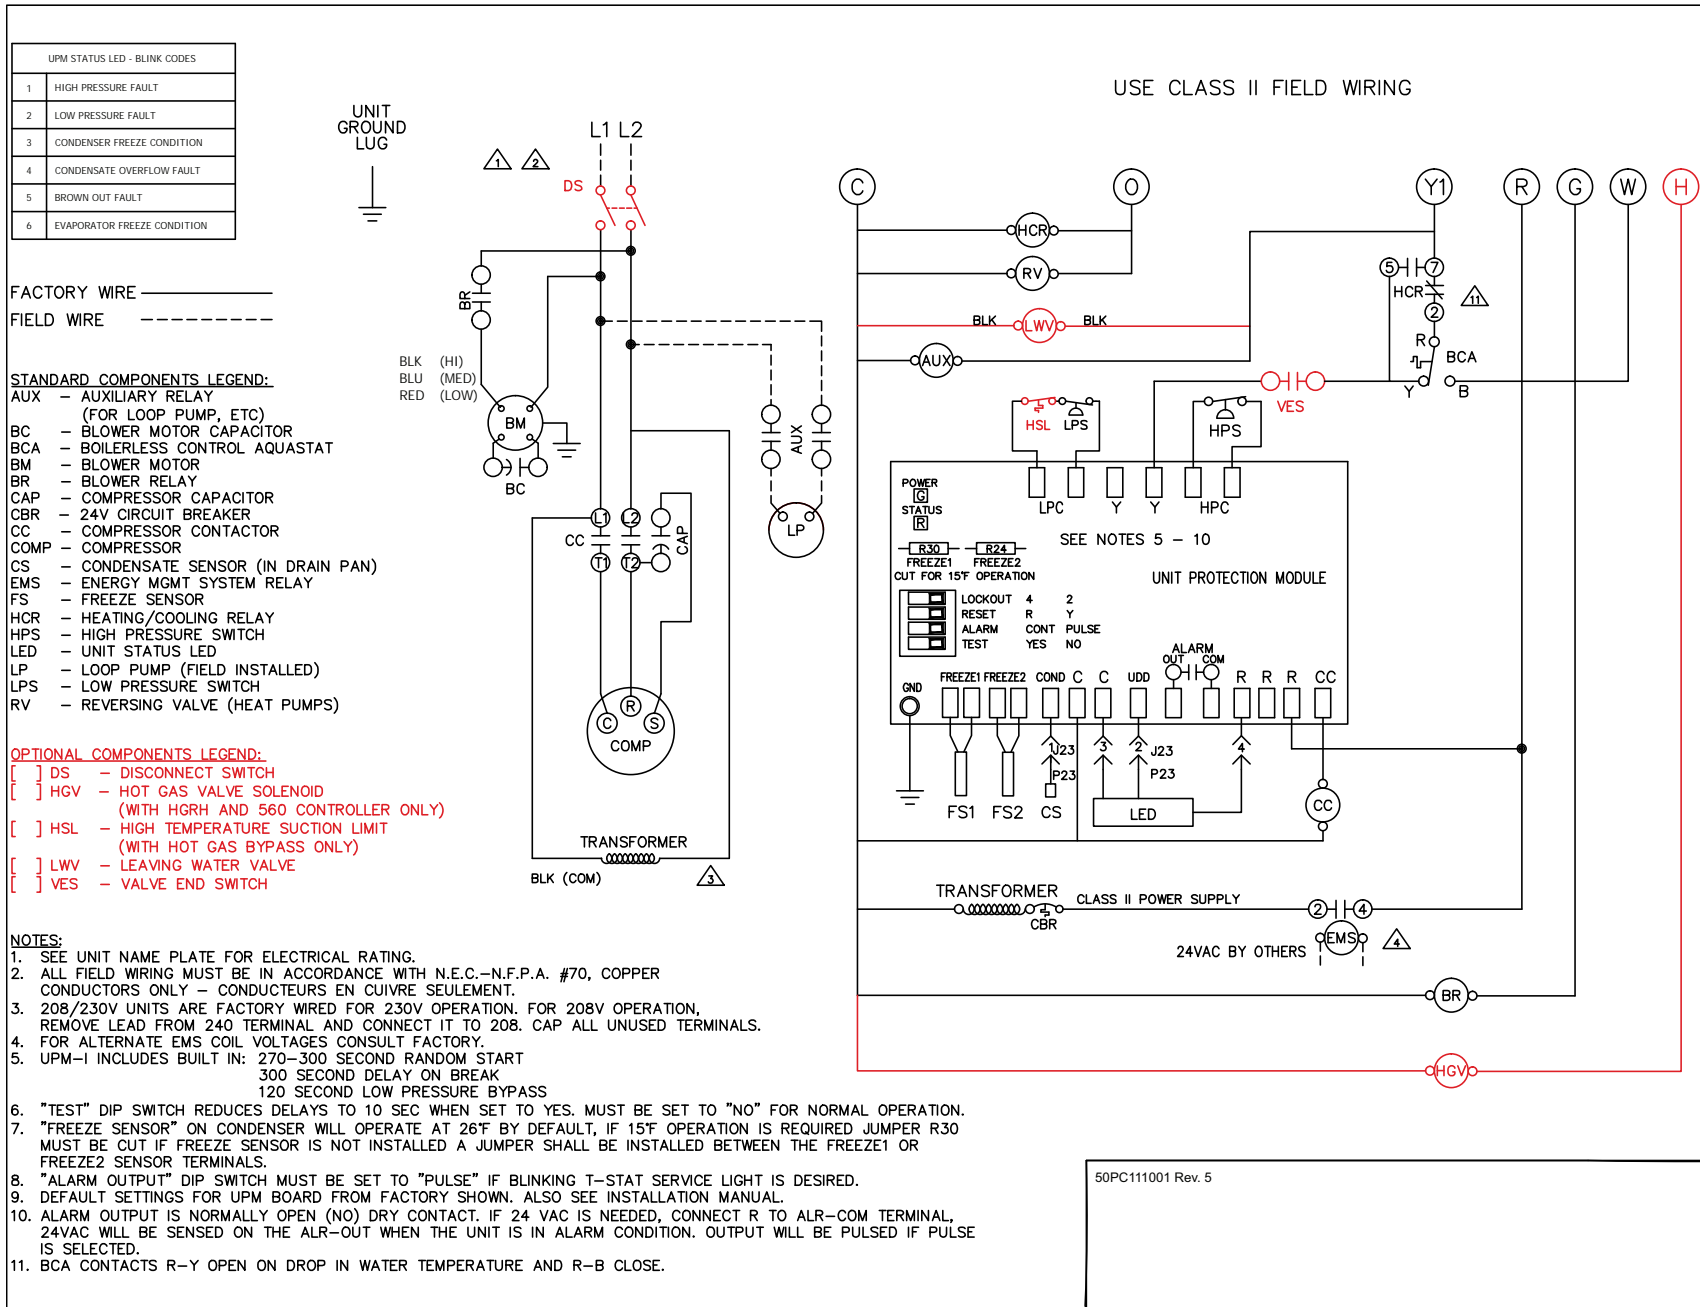 UPM STATUS LED - BLINK CODES
1 HIGH PRESSURE FAULT
2 LOW PRESSURE FAULT
3 CONDENSER FREEZE CONDITION
4 CONDENSATE OVERFLOW FAULT
5 BROWN OUT FAULT
6 EVAPORATOR FREEZE CONDITION
FACTORY WIRE
FIELD WIRE
STANDARD COMPONENTS LEGEND:
AUX – AUXILIARY RELAY
(FOR LOOP PUMP, ETC)
BC – BLOWER MOTOR CAPACITOR
BCA – BOILERLESS CONTROL AQUASTAT
BM – BLOWER MOTOR
BR – BLOWER RELAY
CAP – COMPRESSOR CAPACITOR
CBR – 24V CIRCUIT BREAKER
CC – COMPRESSOR CONTACTOR
COMP – COMPRESSOR
CS – CONDENSATE SENSOR (IN DRAIN PAN)
EMS – ENERGY MGMT SYSTEM RELAY
FS – FREEZE SENSOR
HCR – HEATING/COOLING RELAY
HPS – HIGH PRESSURE SWITCH
LED – UNIT STATUS LED
LP – LOOP PUMP (FIELD INSTALLED)
LPS – LOW PRESSURE SWITCH
RV – REVERSING VALVE (HEAT PUMPS)
OPTIONAL COMPONENTS LEGEND:
[ ] DS – DISCONNECT SWITCH
[ ] HGV – HOT GAS VALVE SOLENOID
(WITH HGRH AND 560 CONTROLLER ONLY)
[ ] HSL – HIGH TEMPERATURE SUCTION LIMIT
(WITH HOT GAS BYPASS ONLY)
[ ] LWV – LEAVING WATER VALVE
[ ] VES – VALVE END SWITCH
UNIT
GROUND
LUG
1 2
L1 L2
DS
BR
BLK (HI)
BLU (MED)
RED (LOW)
BM
BC
AUX
LP
L1 L2
CC
CAP
T1 T2
C R S
COMP
TRANSFORMER
BLK (COM)
3
USE CLASS II FIELD WIRING
C O Y1 R G W H
HCR
RV
BLK LWV BLK
AUX
5 7
HCR
11
2
R
BCA
Y B
VES
HSL LPS
HPS
POWER
G
STATUS
R
LPC Y Y HPC
SEE NOTES 5 – 10
R30 R24
FREEZE1 FREEZE2
CUT FOR 15°F OPERATION
UNIT PROTECTION MODULE
LOCKOUT 4 2
RESET R Y
ALARM CONT PULSE
TEST YES NO
ALARM
OUT COM
GND FREEZE1 FREEZE2 COND C C UDD R R R CC
1 J23 3 2 J23 4
P23 P23
FS1 FS2 CS LED CC
TRANSFORMER
CBR
CLASS II POWER SUPPLY
2 4
24VAC BY OTHERS EMS 4
BR
HGV
NOTES:
1. SEE UNIT NAME PLATE FOR ELECTRICAL RATING.
2. ALL FIELD WIRING MUST BE IN ACCORDANCE WITH N.E.C.–N.F.P.A. #70, COPPER
CONDUCTORS ONLY – CONDUCTEURS EN CUIVRE SEULEMENT.
3. 208/230V UNITS ARE FACTORY WIRED FOR 230V OPERATION. FOR 208V OPERATION,
REMOVE LEAD FROM 240 TERMINAL AND CONNECT IT TO 208. CAP ALL UNUSED TERMINALS.
4. FOR ALTERNATE EMS COIL VOLTAGES CONSULT FACTORY.
5. UPM–I INCLUDES BUILT IN: 270–300 SECOND RANDOM START
300 SECOND DELAY ON BREAK
120 SECOND LOW PRESSURE BYPASS
6. "TEST" DIP SWITCH REDUCES DELAYS TO 10 SEC WHEN SET TO YES. MUST BE SET TO "NO" FOR NORMAL OPERATION.
7. "FREEZE SENSOR" ON CONDENSER WILL OPERATE AT 26°F BY DEFAULT, IF 15°F OPERATION IS REQUIRED JUMPER R30
MUST BE CUT IF FREEZE SENSOR IS NOT INSTALLED A JUMPER SHALL BE INSTALLED BETWEEN THE FREEZE1 OR
FREEZE2 SENSOR TERMINALS.
8. "ALARM OUTPUT" DIP SWITCH MUST BE SET TO "PULSE" IF BLINKING T–STAT SERVICE LIGHT IS DESIRED.
9. DEFAULT SETTINGS FOR UPM BOARD FROM FACTORY SHOWN. ALSO SEE INSTALLATION MANUAL.
10. ALARM OUTPUT IS NORMALLY OPEN (NO) DRY CONTACT. IF 24 VAC IS NEEDED, CONNECT R TO ALR–COM TERMINAL,
24VAC WILL BE SENSED ON THE ALR–OUT WHEN THE UNIT IS IN ALARM CONDITION. OUTPUT WILL BE PULSED IF PULSE
IS SELECTED.
11. BCA CONTACTS R–Y OPEN ON DROP IN WATER TEMPERATURE AND R–B CLOSE.
50PC111001 Rev. 5